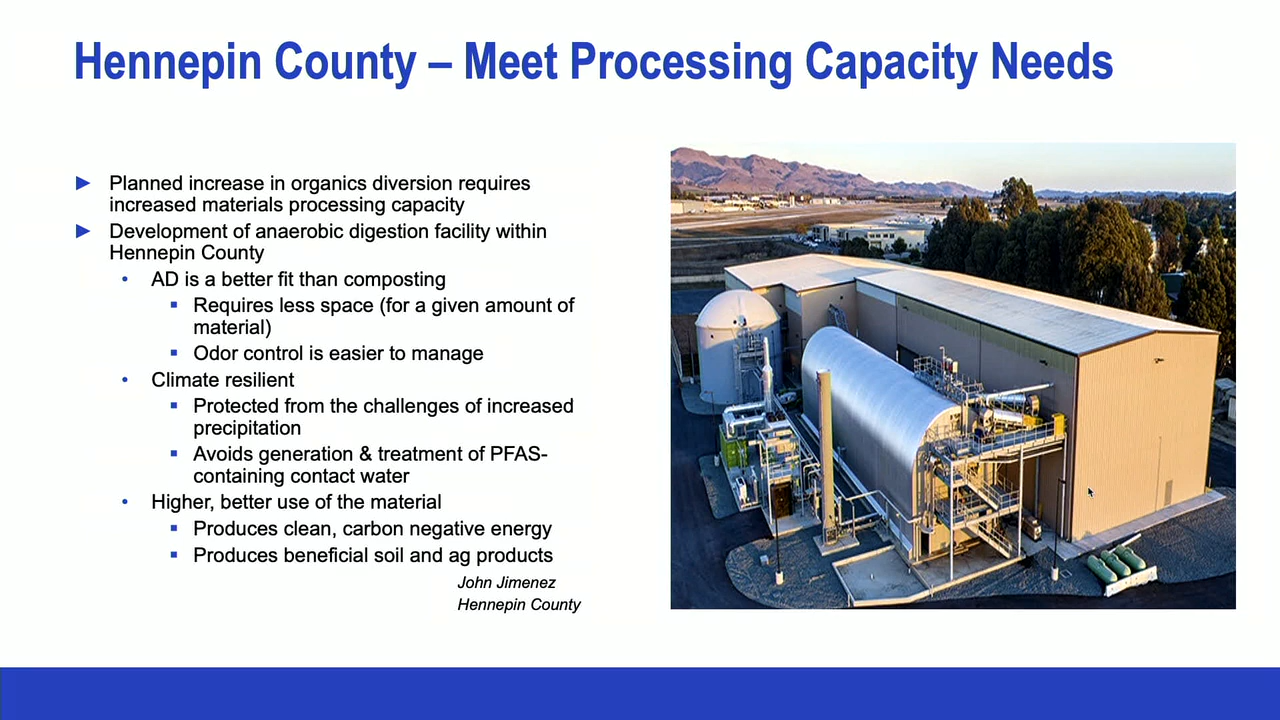 Hennepin County – Meet Processing Capacity Needs
Planned increase in organics diversion requires
increased materials processing capacity
Development of anaerobic digestion facility within
Hennepin County
AD is a better fit than composting
Requires less space (for a given amount of
material)
Odor control is easier to manage
Climate resilient
Protected from the challenges of increased
precipitation
Avoids generation & treatment of PFAS-
containing contact water
Higher, better use of the material
Produces clean, carbon negative energy
Produces beneficial soil and ag products
John Jimenez
Hennepin County